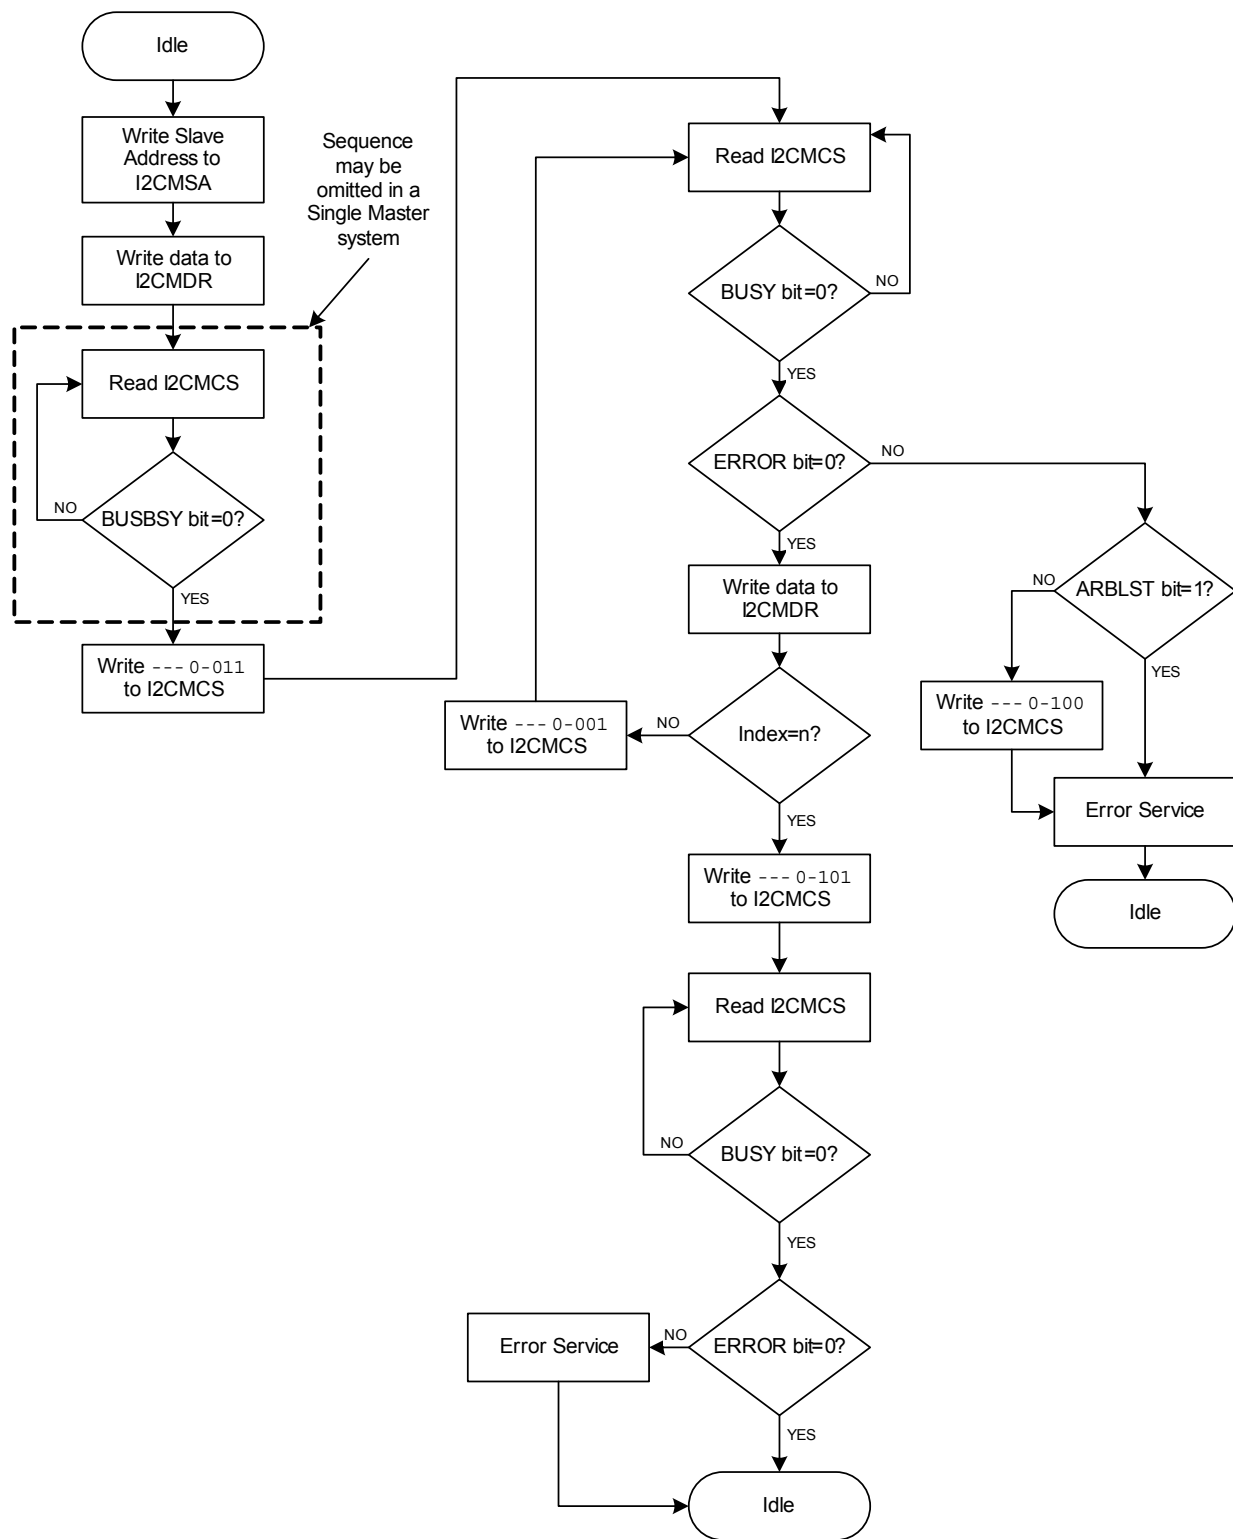 Idle
Write Slave
Address to
I2CMSA
Write data to
I2CMDR
Sequence
may be
omitted in a
Single Master
system
Read I2CMCS
BUSBSY bit=0?
NO
YES
Write --- 0-011
to I2CMCS
Read I2CMCS
BUSY bit=0?
NO
YES
ERROR bit=0?
NO
YES
Write data to
I2CMDR
Index=n?
NO
Write --- 0-001
to I2CMCS
YES
ARBLST bit=1?
NO
YES
Write --- 0-100
to I2CMCS
Error Service
Idle
Write --- 0-101
to I2CMCS
Read I2CMCS
BUSY bit=0?
NO
YES
ERROR bit=0?
NO
Error Service
YES
Idle